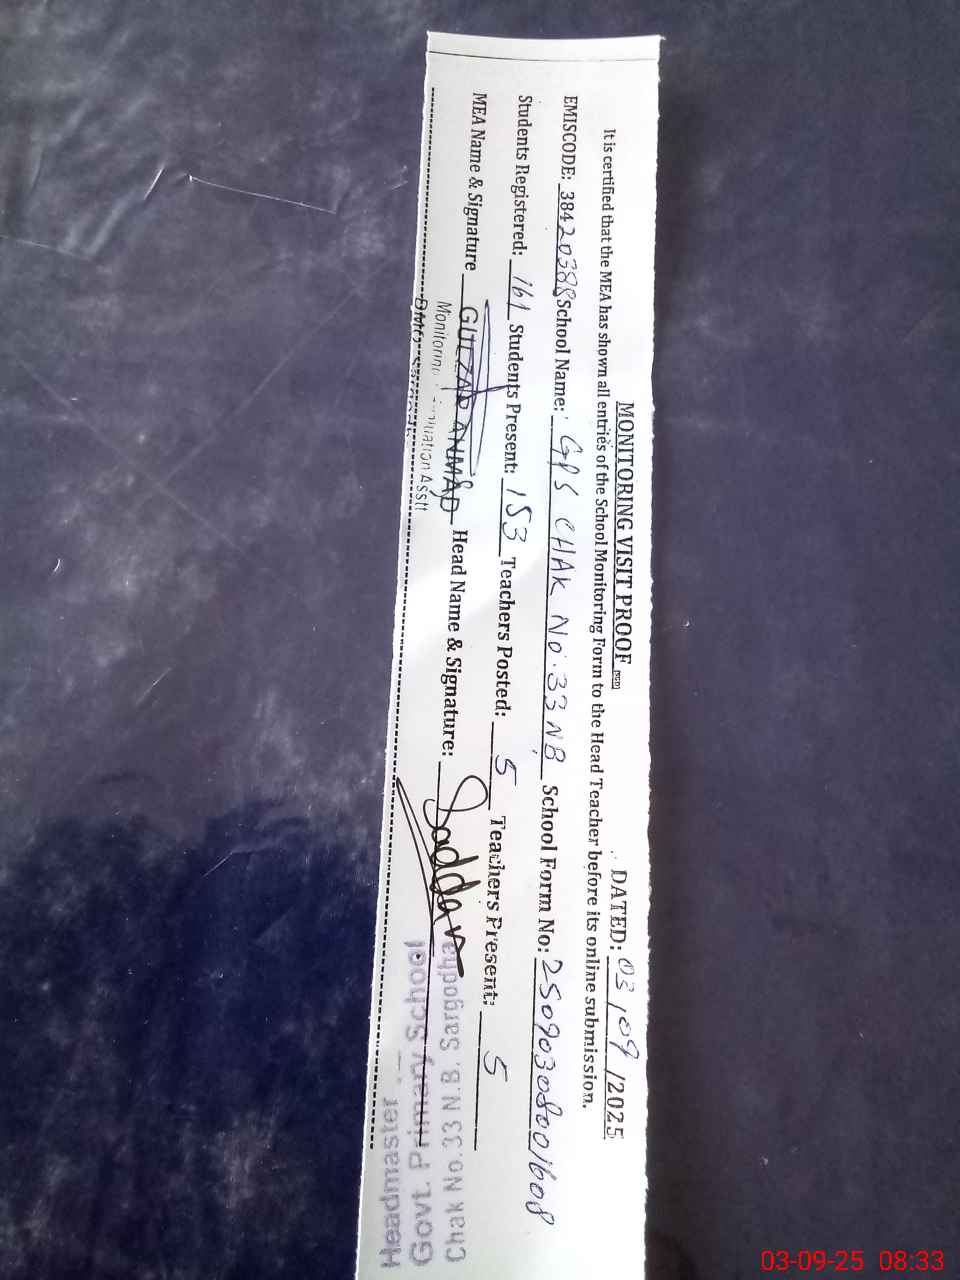 MONITORING VISIT PROOF
DATED: 03/09/2025
It is certified that the MEA has shown all entries of the School Monitoring Form to the Head Teacher before its online submission.
EMISCODE: 38420388 School Name: GPS CHAK No. 33 NB School Form No: 2509030800 1608
Students Registered: 161 Students Present: 153 Teachers Posted: 5 Teachers Present: 5
MEA Name & Signature GULZAR AHMAD Head Name & Signature:
Monitoring Asstt
Headmaster
Govt. Primary School
Chak No. 33 N.B. Sargodha
03-09-25 08:33